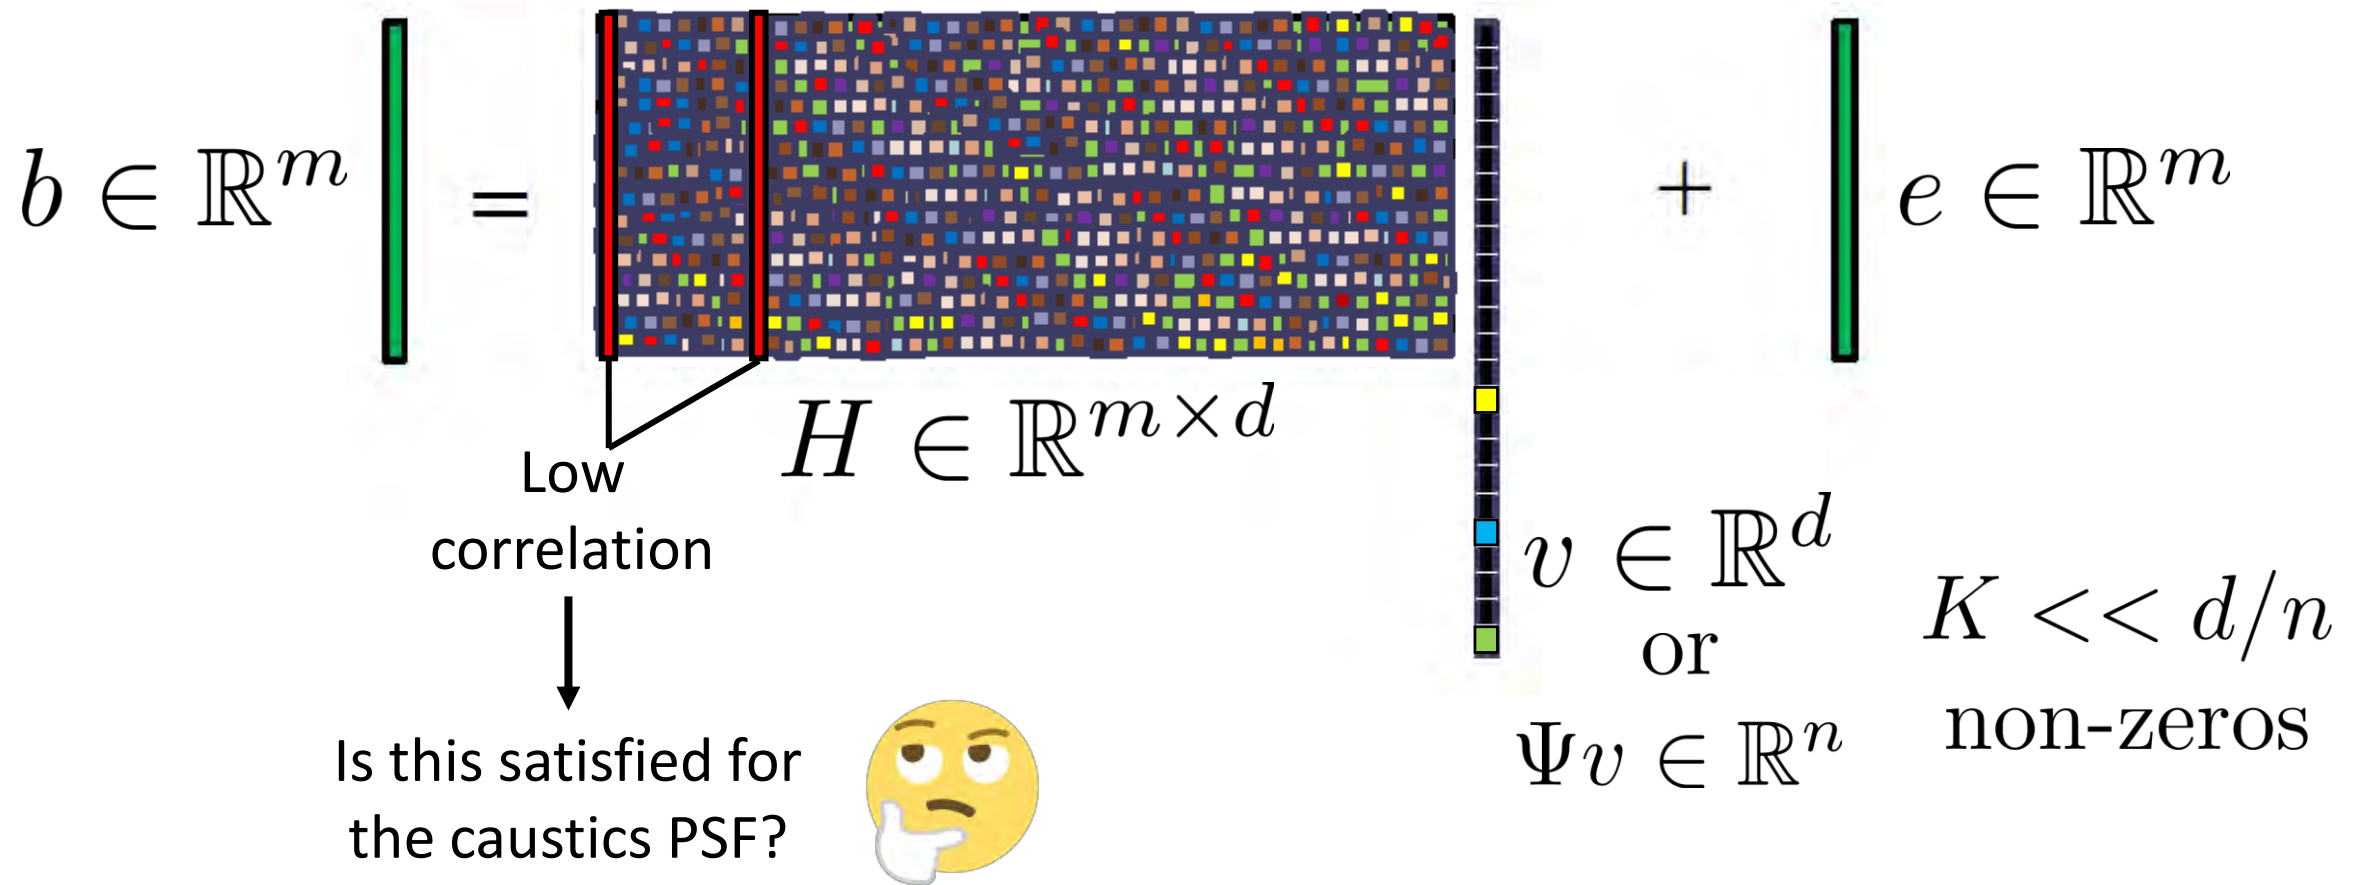 b ∈ ℝ^m
=
+
e ∈ ℝ^m
H ∈ ℝ^{m×d}
Low
correlation
v ∈ ℝ^d
or
Ψv ∈ ℝ^n
K << d/n
non-zeros
Is this satisfied for
the caustics PSF?